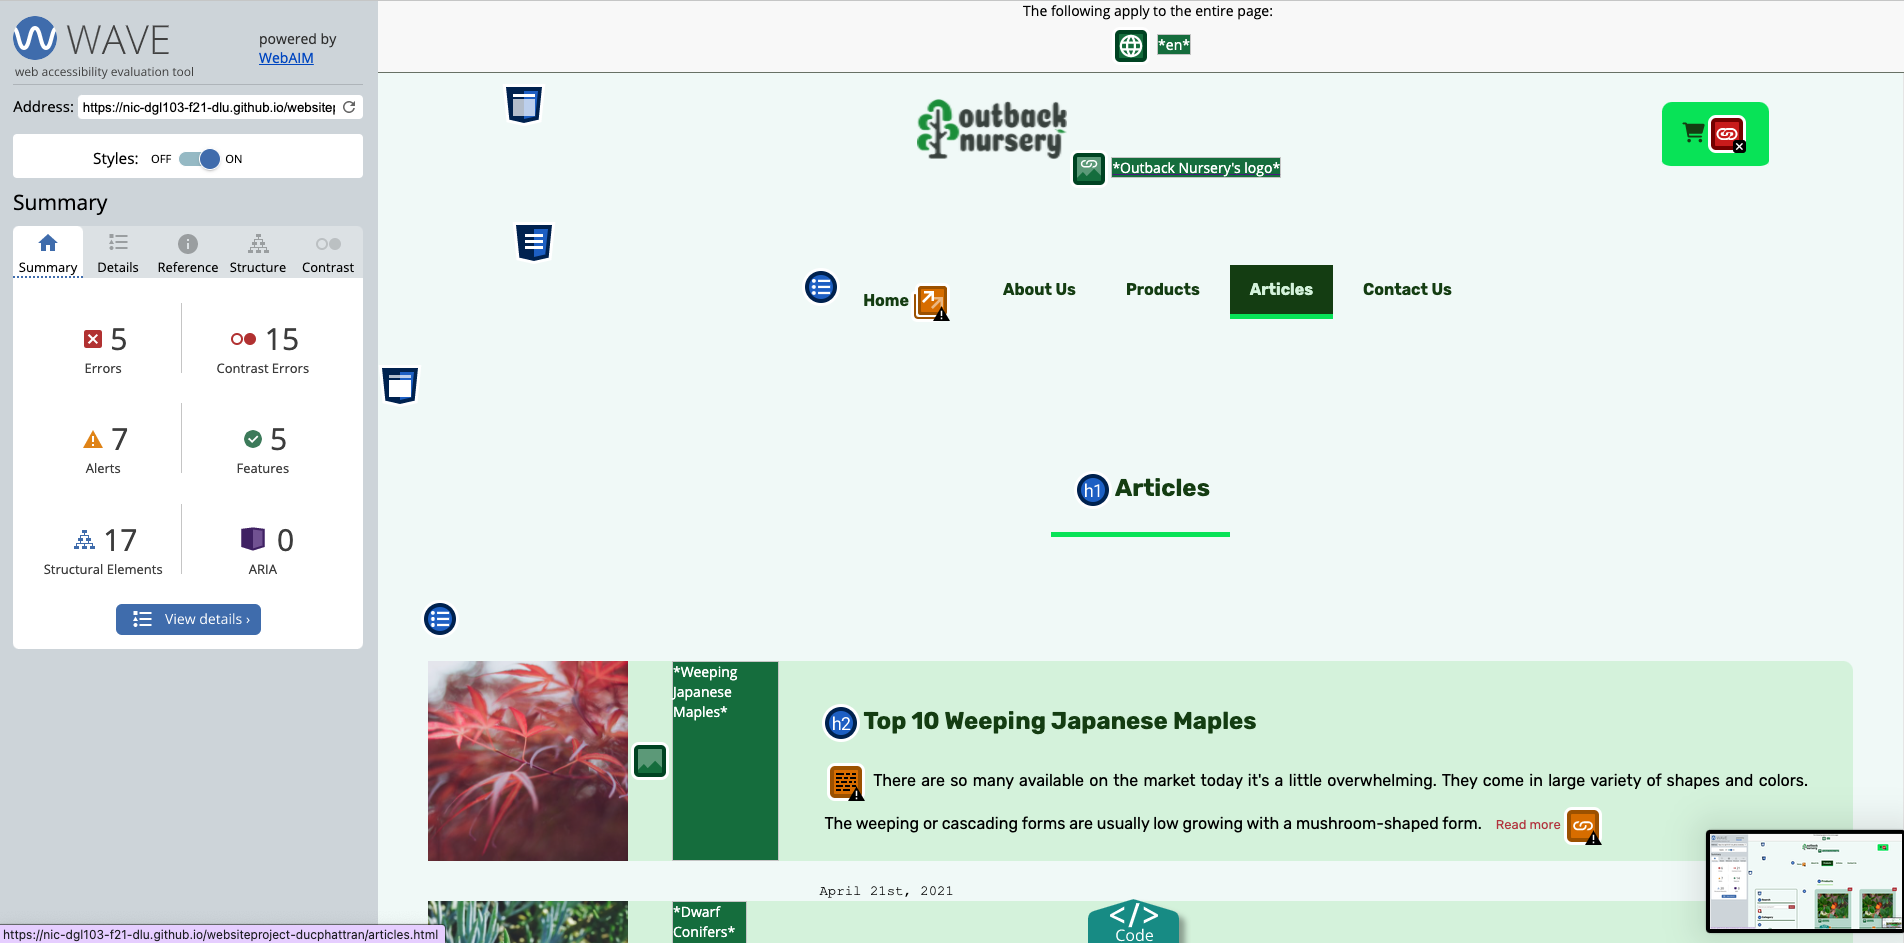 WAVE
web accessibility evaluation tool
powered by
WebAIM
Address: https://nic-dgl103-f21-dlu.github.io/websitep
Styles: OFF ON
Summary
Summary Details Reference Structure Contrast
5 Errors
15 Contrast Errors
7 Alerts
5 Features
17 Structural Elements
0 ARIA
View details ›
The following apply to the entire page:
*en*
outback
nursery
*Outback Nursery's logo*
Home About Us Products Articles Contact Us
h1 Articles
*Weeping
Japanese
Maples*
h2 Top 10 Weeping Japanese Maples
There are so many available on the market today it's a little overwhelming. They come in large variety of shapes and colors.
The weeping or cascading forms are usually low growing with a mushroom-shaped form. Read more
April 21st, 2021
*Dwarf
Conifers*
</>
Code
https://nic-dgl103-f21-dlu.github.io/websiteproject-ducphattran/articles.html